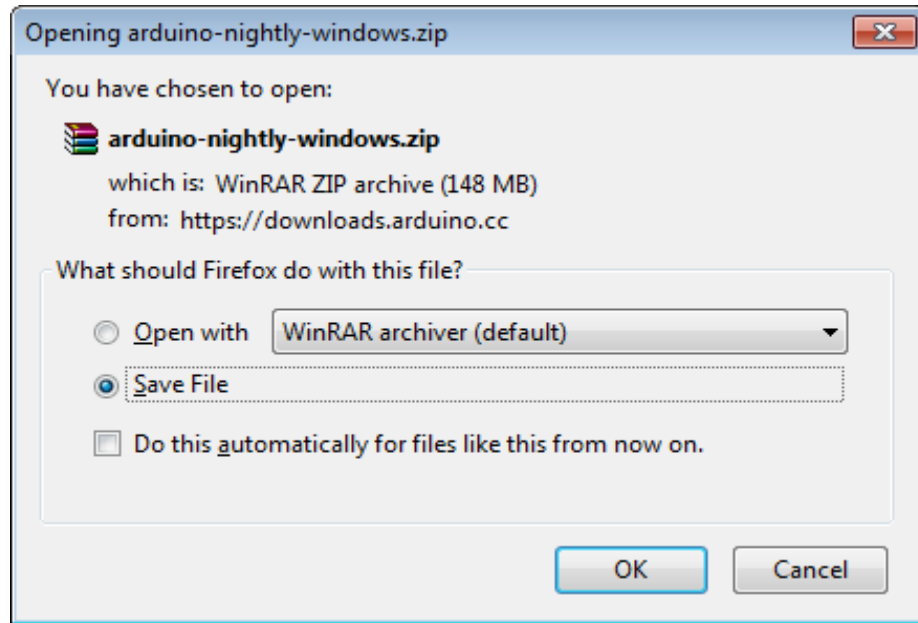 Opening arduino-nightly-windows.zip
You have chosen to open:
arduino-nightly-windows.zip
which is: WinRAR ZIP archive (148 MB)
from: https://downloads.arduino.cc
What should Firefox do with this file?
Open with WinRAR archiver (default)
Save File
Do this automatically for files like this from now on.
OK Cancel